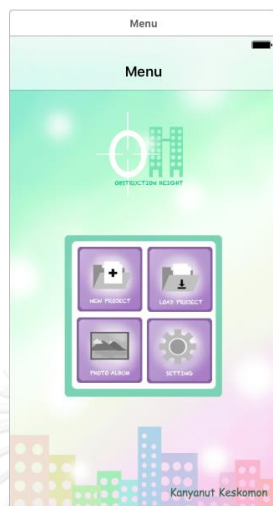 Menu
Menu
OH
OBSTRUCTION HEIGHT
NEW PROJECT
LOAD PROJECT
PHOTO ALBUM
SETTING
Kanyanut Keskomon